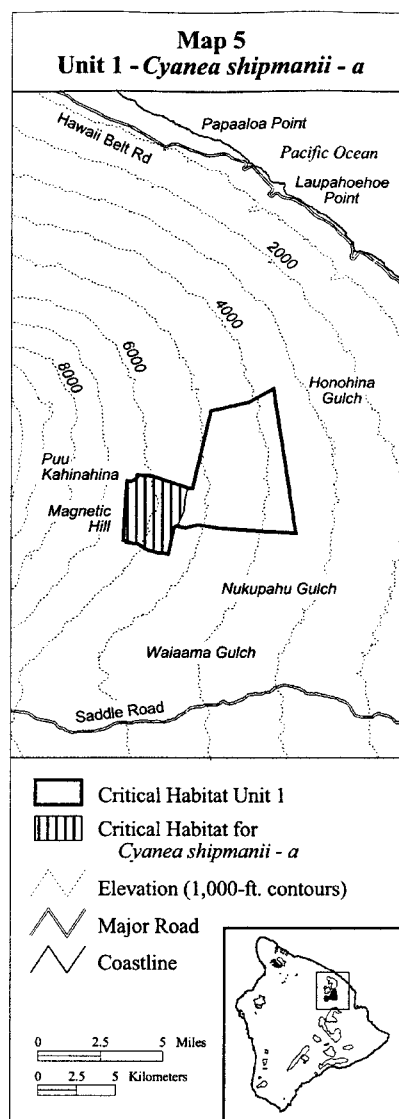 Map 5
Unit 1 - Cyanea shipmanii - a
Papaaloa Point
Hawaii Belt Rd
Pacific Ocean
Laupahoehoe
Point
2000
4000
6000
8000
Honohina
Gulch
Puu
Kahinahina
Magnetic
Hill
Nukupahu Gulch
Waiaama Gulch
Saddle Road
Critical Habitat Unit 1
Critical Habitat for
Cyanea shipmanii - a
Elevation (1,000-ft. contours)
Major Road
Coastline
0 2.5 5 Miles
0 2.5 5 Kilometers